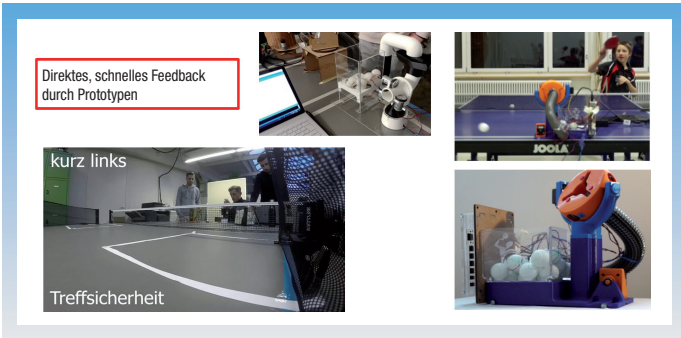 Direktes, schnelles Feedback
durch Prototypen
JOOLA
kurz links
Treffsicherheit